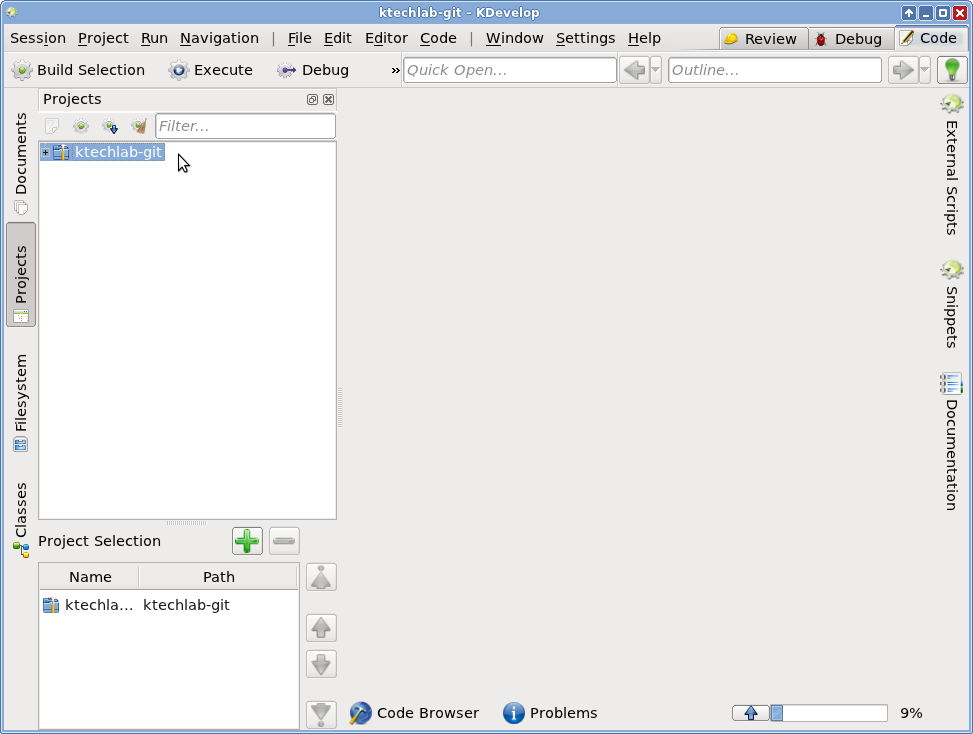 ktechlab-git – KDevelop
Session Project Run Navigation | File Edit Editor Code | Window Settings Help Review Debug Code
Build Selection Execute Debug » Quick Open... Outline...
Projects
Filter...
ktechlab-git
Documents
Projects
Filesystem
Classes
External Scripts
Snippets
Documentation
Project Selection
Name Path
ktechla... ktechlab-git
Code Browser Problems 9%